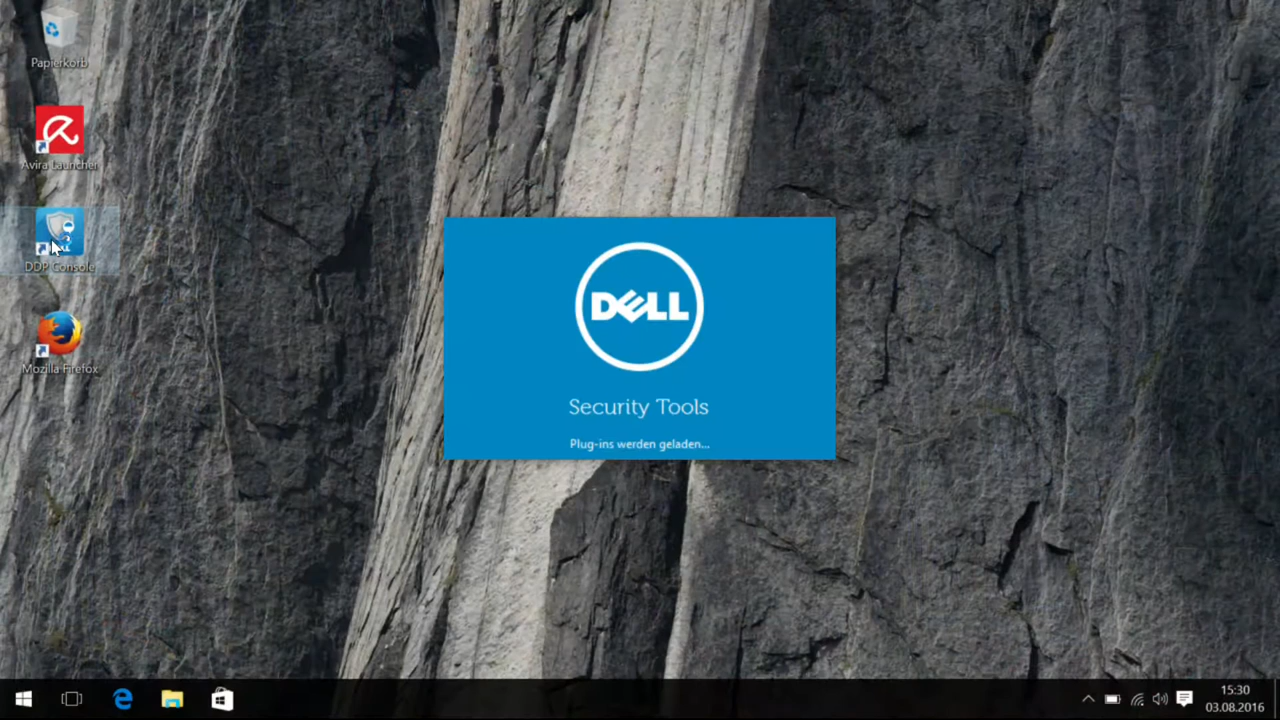 Papierkorb
Avira Launcher
DDP Console
Mozilla Firefox
DELL
Security Tools
Plug-ins werden geladen...
15:30
03.08.2016